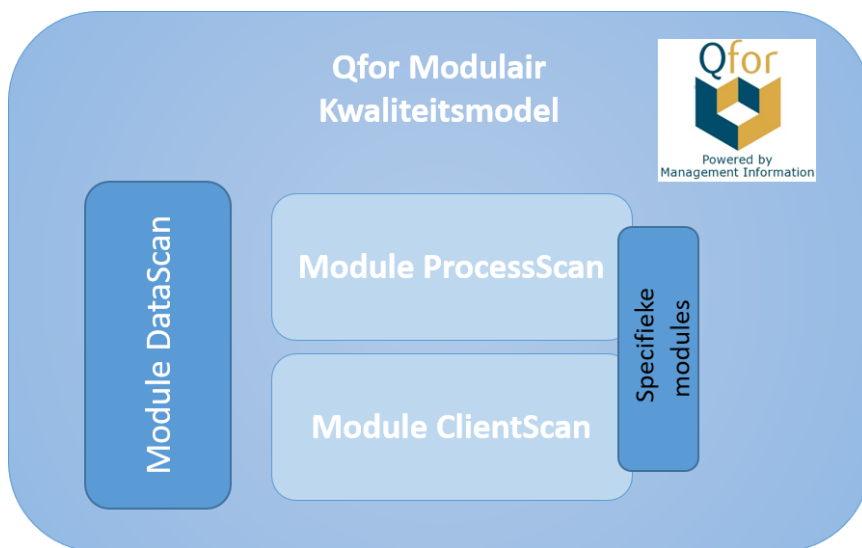 Qfor Modulair
Kwaliteitsmodel
Qfor
Powered by
Management Information
Module DataScan
Module ProcessScan
Module ClientScan
Specifieke
modules